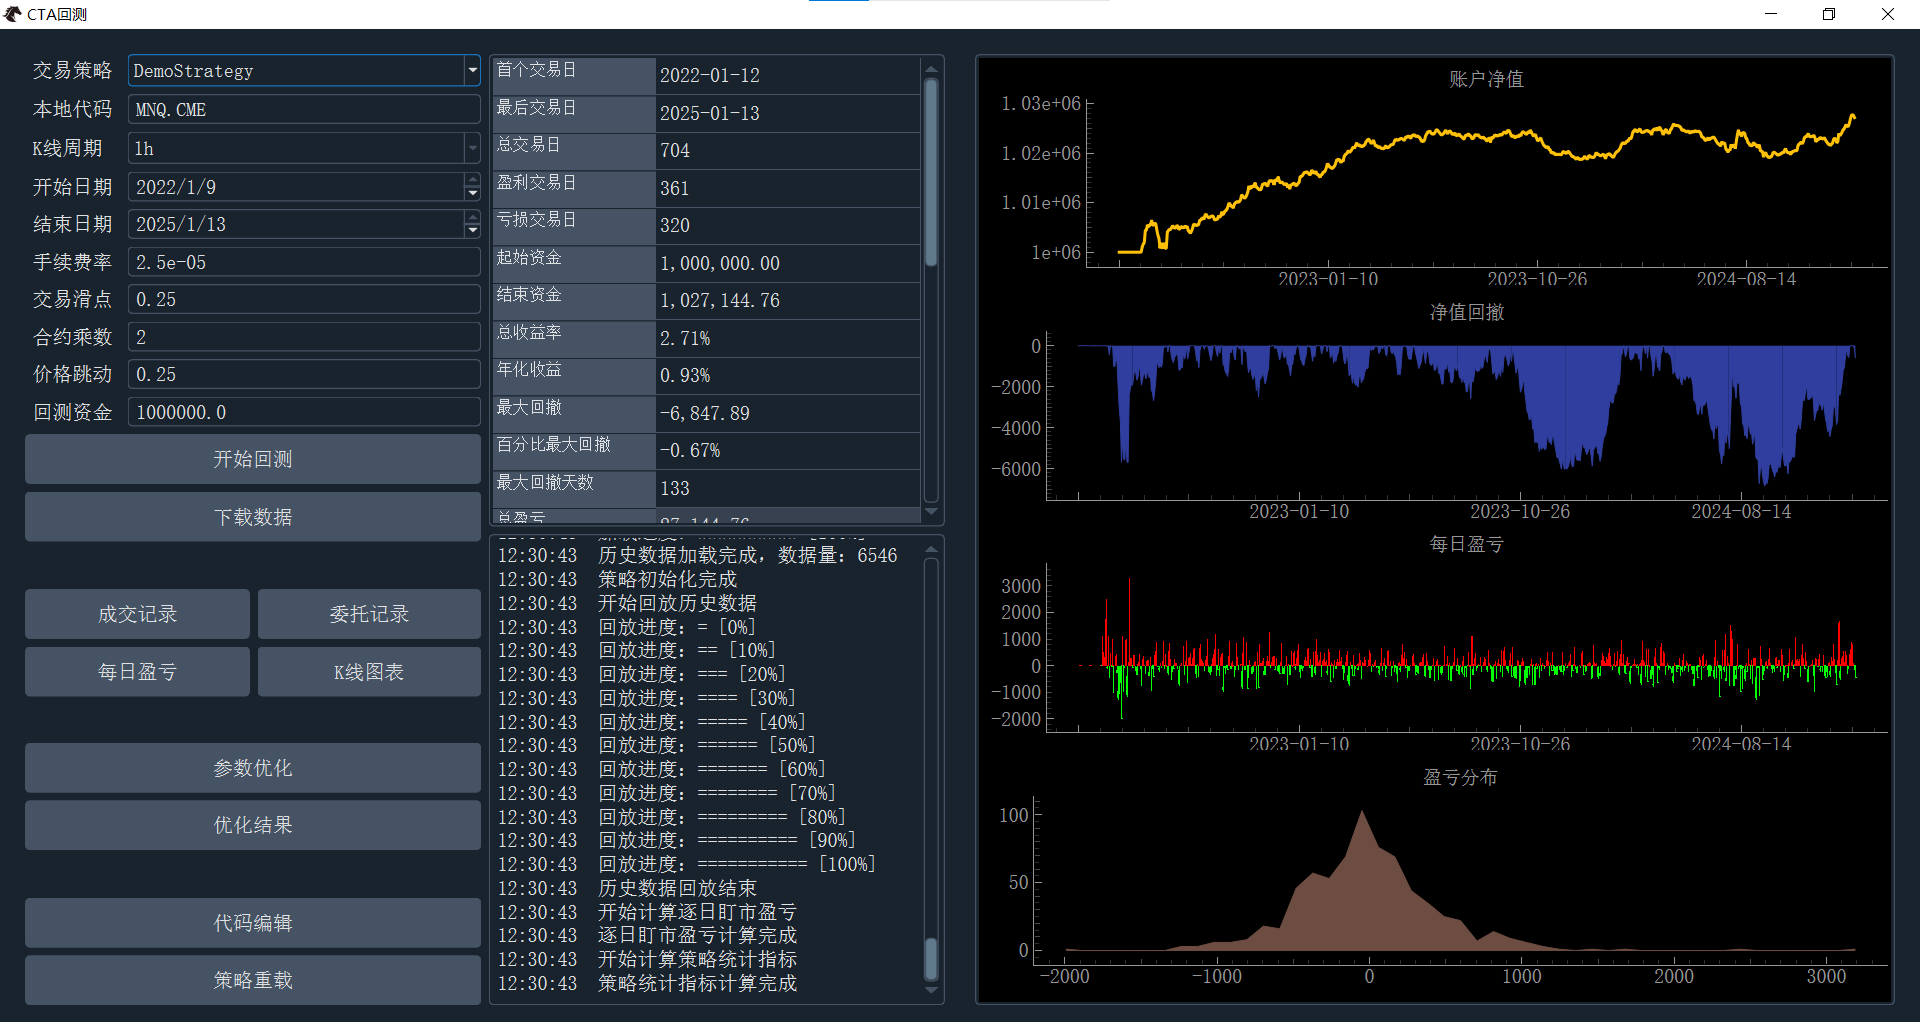 CTA回测
交易策略 DemoStrategy
本地代码 MNQ.CME
K线周期 1h
开始日期 2022/1/9
结束日期 2025/1/13
手续费率 2.5e-05
交易滑点 0.25
合约乘数 2
价格跳动 0.25
回测资金 1000000.0
开始回测
下载数据
成交记录 委托记录
每日盈亏 K线图表
参数优化
优化结果
代码编辑
策略重载
首个交易日 2022-01-12
最后交易日 2025-01-13
总交易日 704
盈利交易日 361
亏损交易日 320
起始资金 1,000,000.00
结束资金 1,027,144.76
总收益率 2.71%
年化收益 0.93%
最大回撤 -6,847.89
百分比最大回撤 -0.67%
最大回撤天数 133
总盈亏 27,144.76
12:30:43 历史数据加载完成，数据量：6546
12:30:43 策略初始化完成
12:30:43 开始回放历史数据
12:30:43 回放进度：= [0%]
12:30:43 回放进度：== [10%]
12:30:43 回放进度：=== [20%]
12:30:43 回放进度：==== [30%]
12:30:43 回放进度：===== [40%]
12:30:43 回放进度：====== [50%]
12:30:43 回放进度：======= [60%]
12:30:43 回放进度：======== [70%]
12:30:43 回放进度：========= [80%]
12:30:43 回放进度：========== [90%]
12:30:43 回放进度：=========== [100%]
12:30:43 历史数据回放结束
12:30:43 开始计算逐日盯市盈亏
12:30:43 逐日盯市盈亏计算完成
12:30:43 开始计算策略统计指标
12:30:43 策略统计指标计算完成
账户净值
1.03e+06
1.02e+06
1.01e+06
1e+06
2023-01-10 2023-10-26 2024-08-14
净值回撤
0
-2000
-4000
-6000
2023-01-10 2023-10-26 2024-08-14
每日盈亏
3000
2000
1000
0
-1000
-2000
2023-01-10 2023-10-26 2024-08-14
盈亏分布
100
50
0
-2000 -1000 0 1000 2000 3000